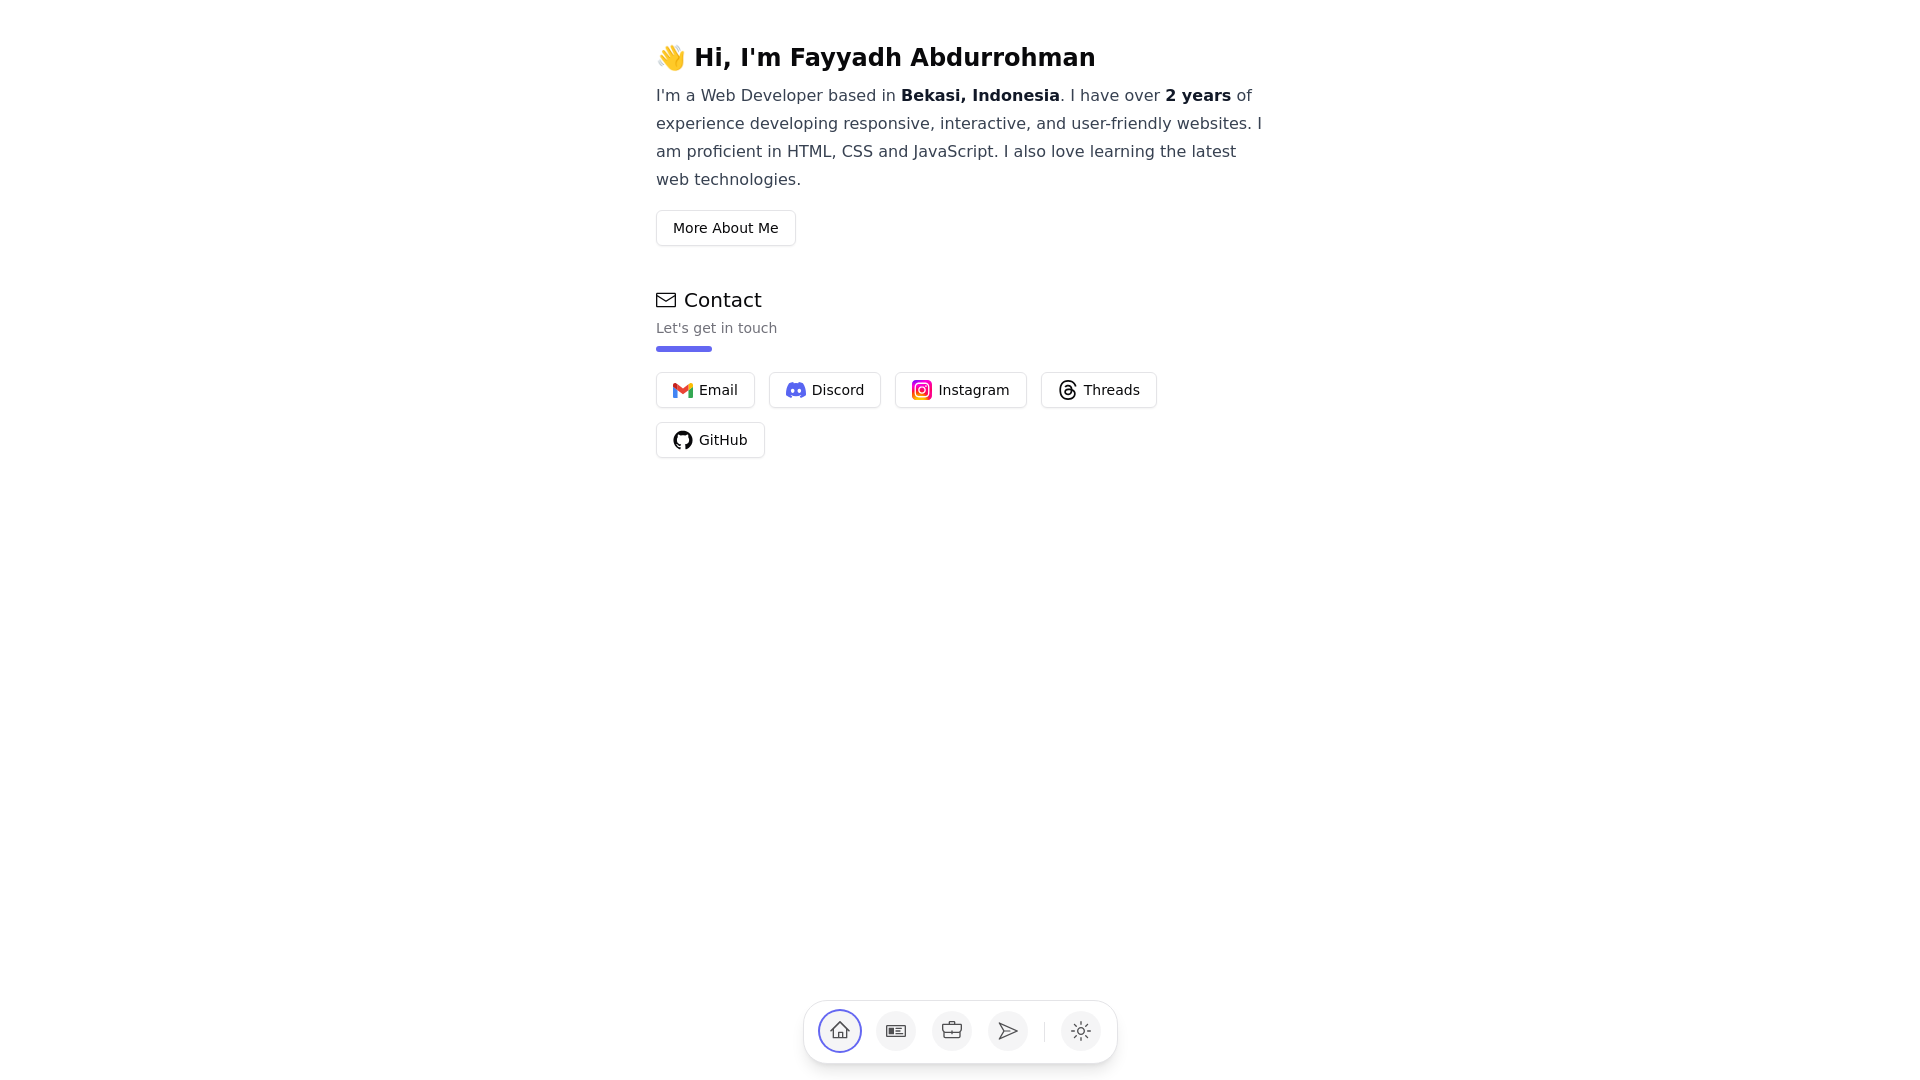 👋 Hi, I'm Fayyadh Abdurrohman
I'm a Web Developer based in Bekasi, Indonesia. I have over 2 years of
experience developing responsive, interactive, and user-friendly websites. I
am proficient in HTML, CSS and JavaScript. I also love learning the latest
web technologies.
More About Me
Contact
Let's get in touch
Email
Discord
Instagram
Threads
GitHub